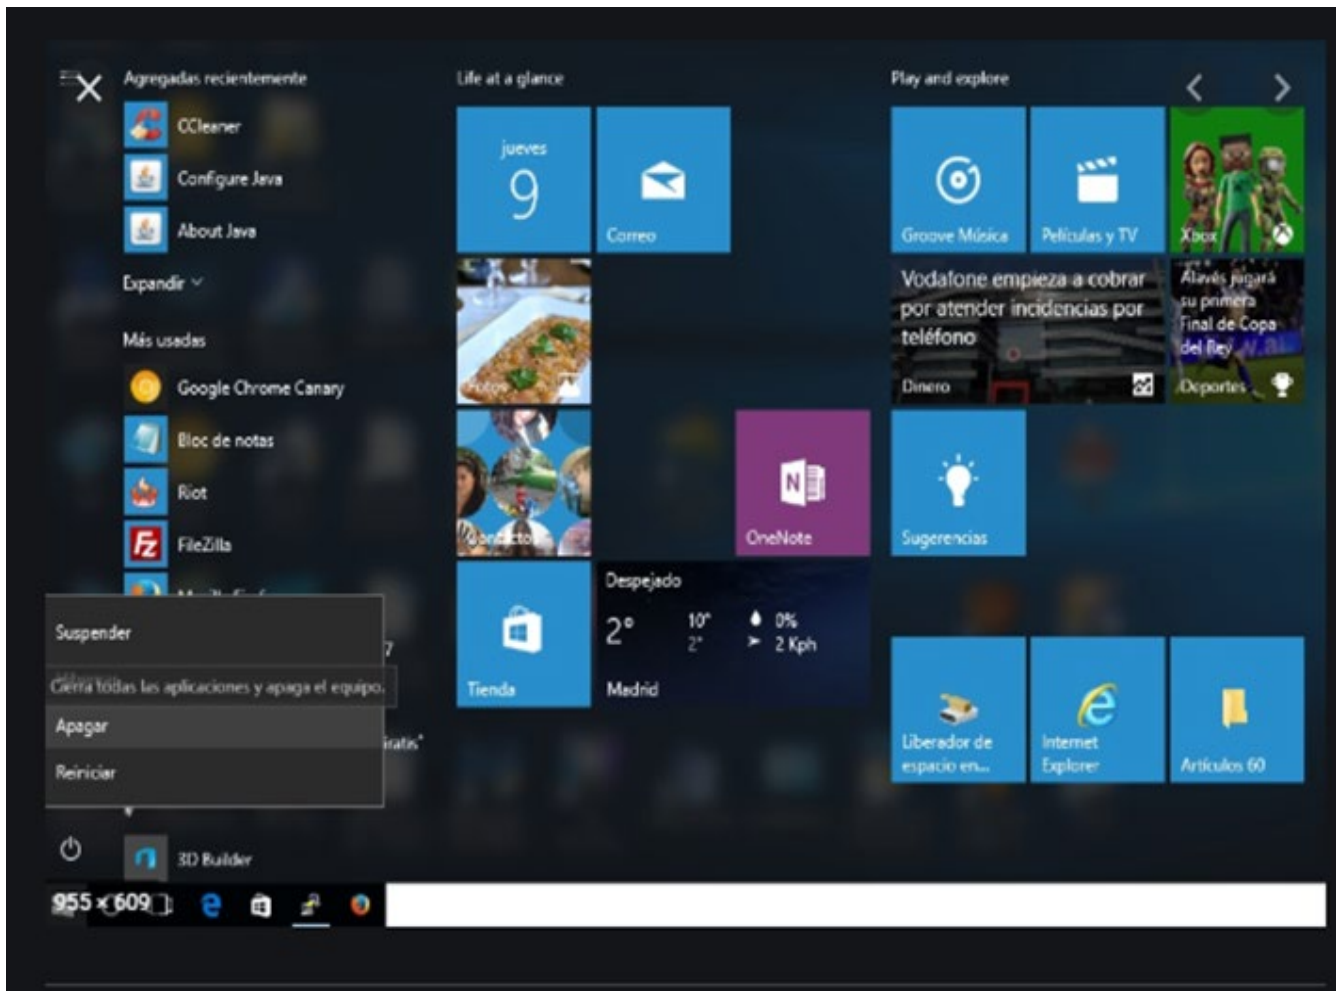 Agregadas recientemente
CCleaner
Configure Java
About Java
Expandir
Más usadas
Google Chrome Canary
Bloc de notas
Riot
FileZilla
Suspender
Cierra todas las aplicaciones y apaga el equipo.
Apagar
Reiniciar
7
iratis"
3D Builder
955 × 609
Life at a glance
jueves
9
Correo
Fotos
Contactos
OneNote
Tienda
Despejado
2°
10°
2°
0%
2 Kph
Madrid
Play and explore
Groove Música
Películas y TV
Xbox
Vodafone empieza a cobrar
por atender incidencias por
teléfono
Dinero
Alavés jugará
su primera
Final de Copa
del Rey
Deportes
Sugerencias
Liberador de
espacio en...
Internet
Explorer
Artículos 60